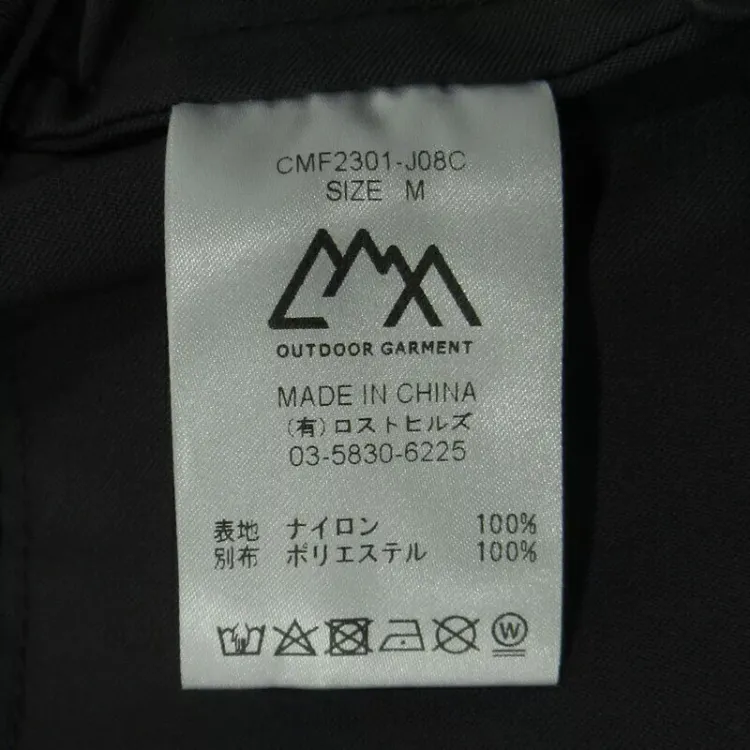 CMF2301-J08C
SIZE M
OUTDOOR GARMENT
MADE IN CHINA
(有)ロストヒルズ
03-5830-6225
表地 ナイロン 100%
別布 ポリエステル 100%
W